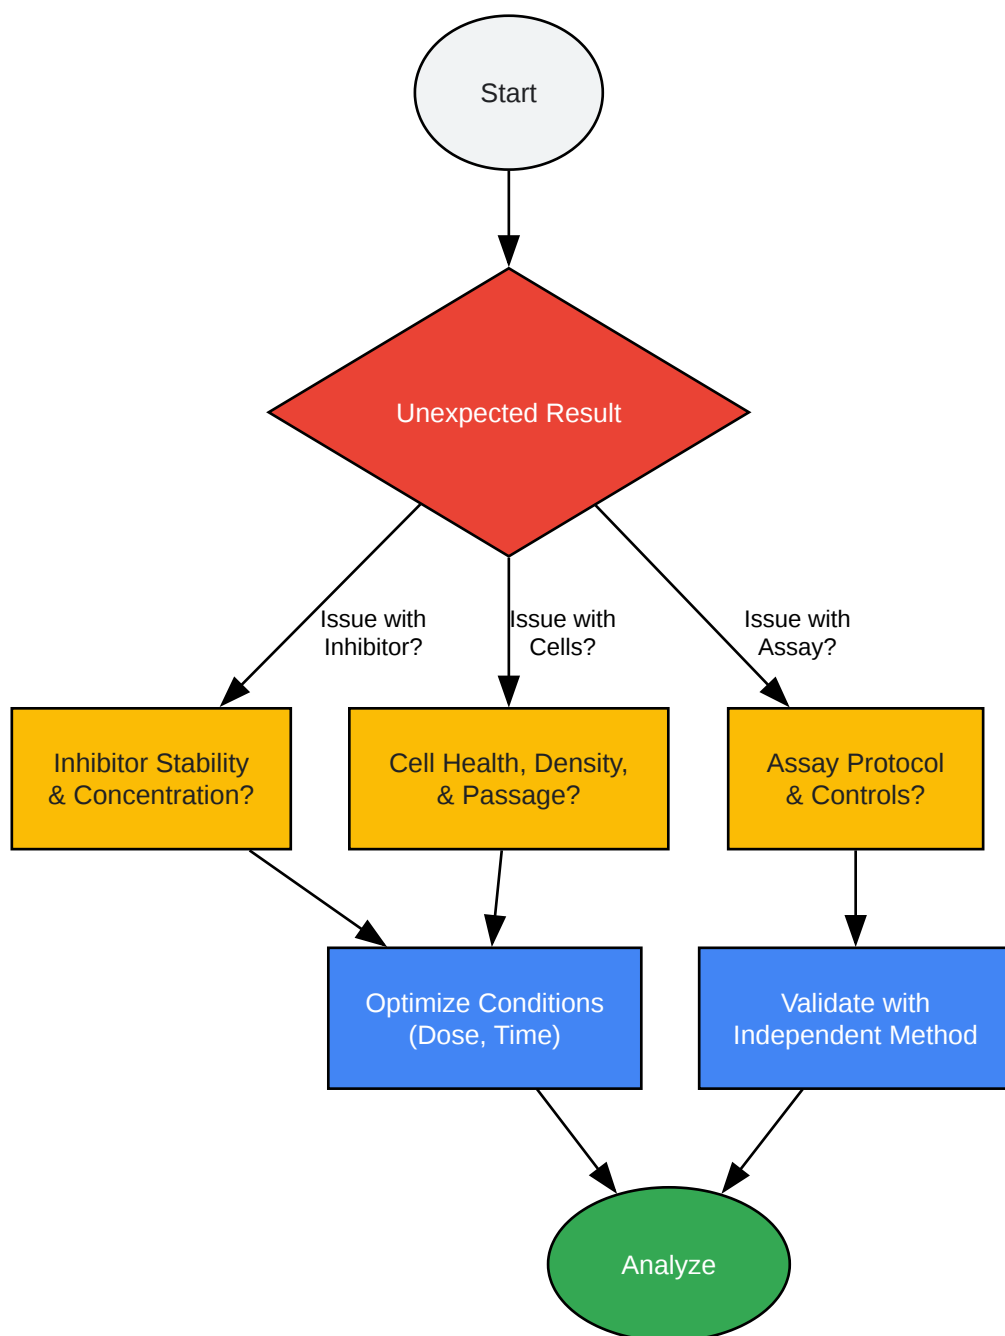 Start
Unexpected Result
Issue with
Inhibitor?
Issue with
Cells?
Issue with
Assay?
Inhibitor Stability
& Concentration?
Cell Health, Density,
& Passage?
Assay Protocol
& Controls?
Optimize Conditions
(Dose, Time)
Validate with
Independent Method
Analyze